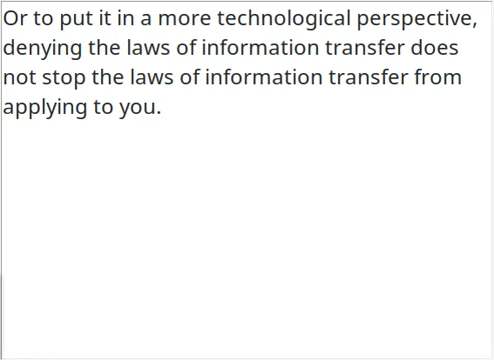 Or to put it in a more technological perspective,
denying the laws of information transfer does
not stop the laws of information transfer from
applying to you.